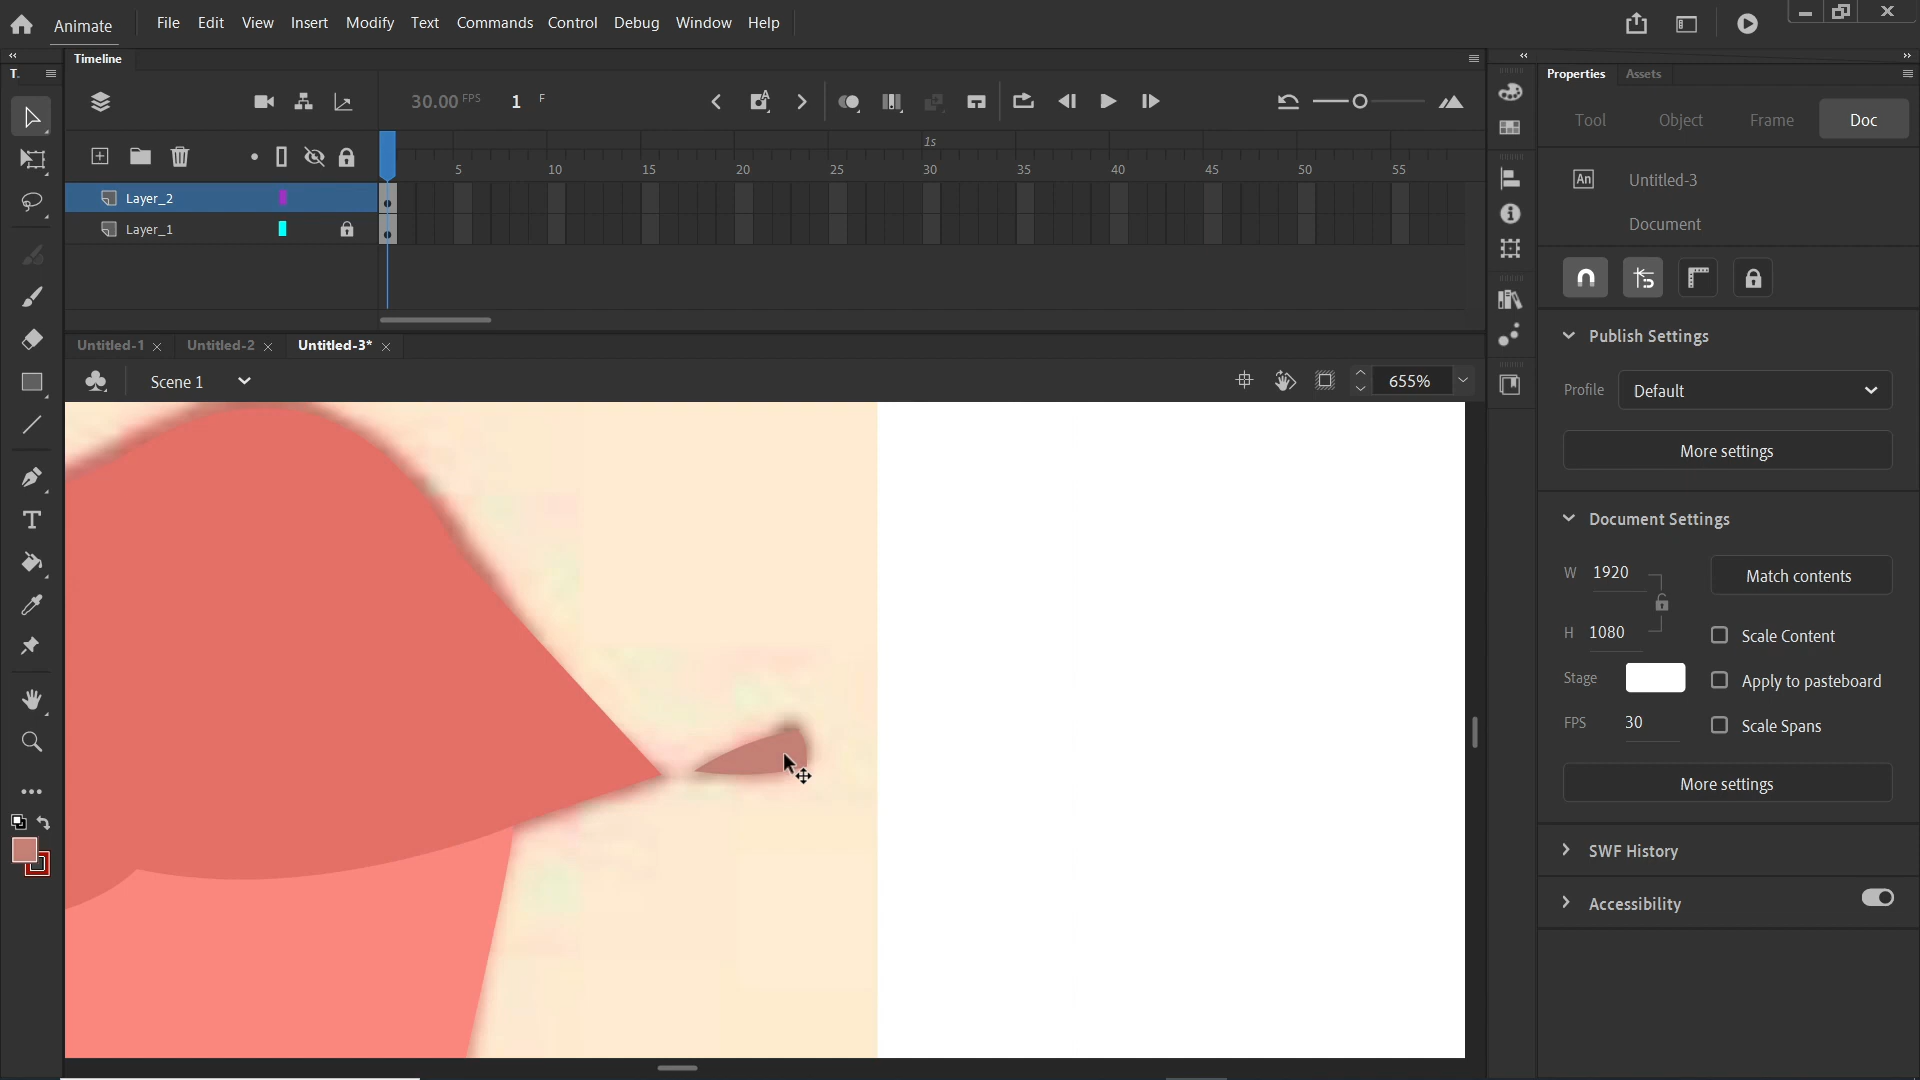 Animate File Edit View Insert Modify Text Commands Control Debug Window Help
T. Timeline Properties Assets
30.00 FPS 1 F
Tool Object Frame Doc
1s
5 10 15 20 25 30 35 40 45 50 55
Layer_2
Layer_1
An Untitled-3
Document
Untitled-1 Untitled-2 Untitled-3*
Publish Settings
Scene 1 655%
Profile Default
More settings
Document Settings
W 1920 Match contents
H 1080 Scale Content
Stage Apply to pasteboard
FPS 30 Scale Spans
More settings
SWF History
Accessibility